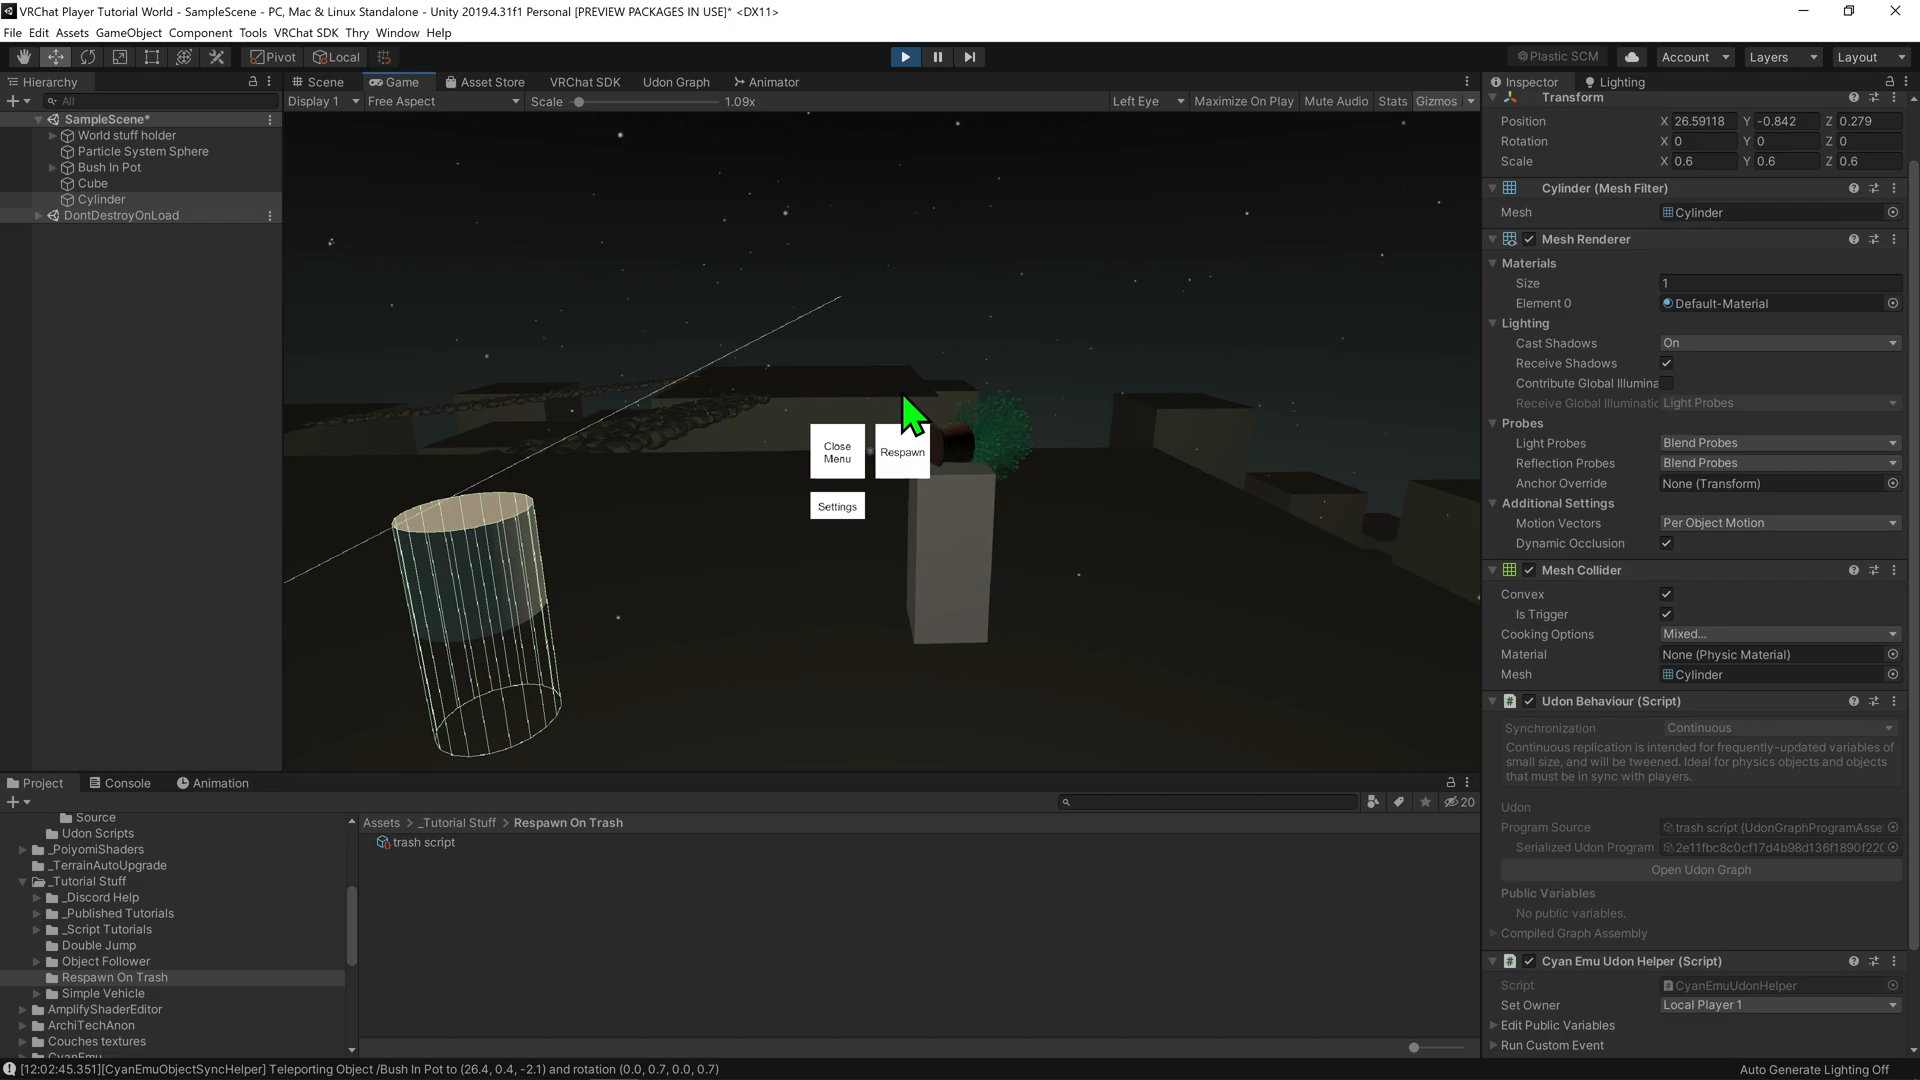 VRChat Player Tutorial World - SampleScene - PC, Mac & Linux Standalone - Unity 2019.4.31f1 Personal [PREVIEW PACKAGES IN USE]* <DX11>
File Edit Assets GameObject Component Tools VRChat SDK Thry Window Help
Pivot Local Plastic SCM Account Layers Layout
Hierarchy Scene Game Asset Store VRChat SDK Udon Graph Animator Inspector Lighting
All Display 1 Free Aspect Scale 1.09x Left Eye Maximize On Play Mute Audio Stats Gizmos
SampleScene*
World stuff holder
Particle System Sphere
Bush In Pot
Cube
Cylinder
DontDestroyOnLoad
Close
Menu
Respawn
Settings
Transform
Position X 26.59118 Y -0.842 Z 0.279
Rotation X 0 Y 0 Z 0
Scale X 0.6 Y 0.6 Z 0.6
Cylinder (Mesh Filter)
Mesh Cylinder
Mesh Renderer
Materials
Size 1
Element 0 Default-Material
Lighting
Cast Shadows On
Receive Shadows
Contribute Global Illumina
Receive Global Illuminatic Light Probes
Probes
Light Probes Blend Probes
Reflection Probes Blend Probes
Anchor Override None (Transform)
Additional Settings
Motion Vectors Per Object Motion
Dynamic Occlusion
Mesh Collider
Convex
Is Trigger
Cooking Options Mixed...
Material None (Physic Material)
Mesh Cylinder
Udon Behaviour (Script)
Synchronization Continuous
Continuous replication is intended for frequently-updated variables of
small size, and will be tweened. Ideal for physics objects and objects
that must be in sync with players.
Udon
Program Source trash script (UdonGraphProgramAsse
Serialized Udon Program 2e11fbc8c0cf17d4b98d136f1890f220
Open Udon Graph
Public Variables
No public variables.
Compiled Graph Assembly
Cyan Emu Udon Helper (Script)
Script CyanEmuUdonHelper
Set Owner Local Player 1
Edit Public Variables
Run Custom Event
Project Console Animation
20
Source
Udon Scripts
_PoiyomiShaders
_TerrainAutoUpgrade
_Tutorial Stuff
_Discord Help
_Published Tutorials
_Script Tutorials
Double Jump
Object Follower
Respawn On Trash
Simple Vehicle
AmplifyShaderEditor
ArchiTechAnon
Couches textures
CyanEmu
Assets > _Tutorial Stuff > Respawn On Trash
trash script
[12:02:45.351][CyanEmuObjectSyncHelper] Teleporting Object /Bush In Pot to (26.4, 0.4, -2.1) and rotation (0.0, 0.7, 0.0, 0.7)
Auto Generate Lighting Off